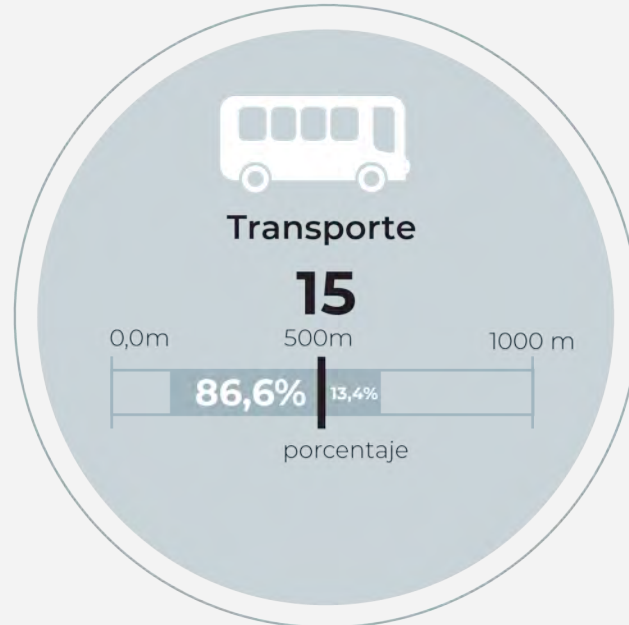 Transporte
15
0,0m 500m 1000 m
86,6% 13,4%
porcentaje